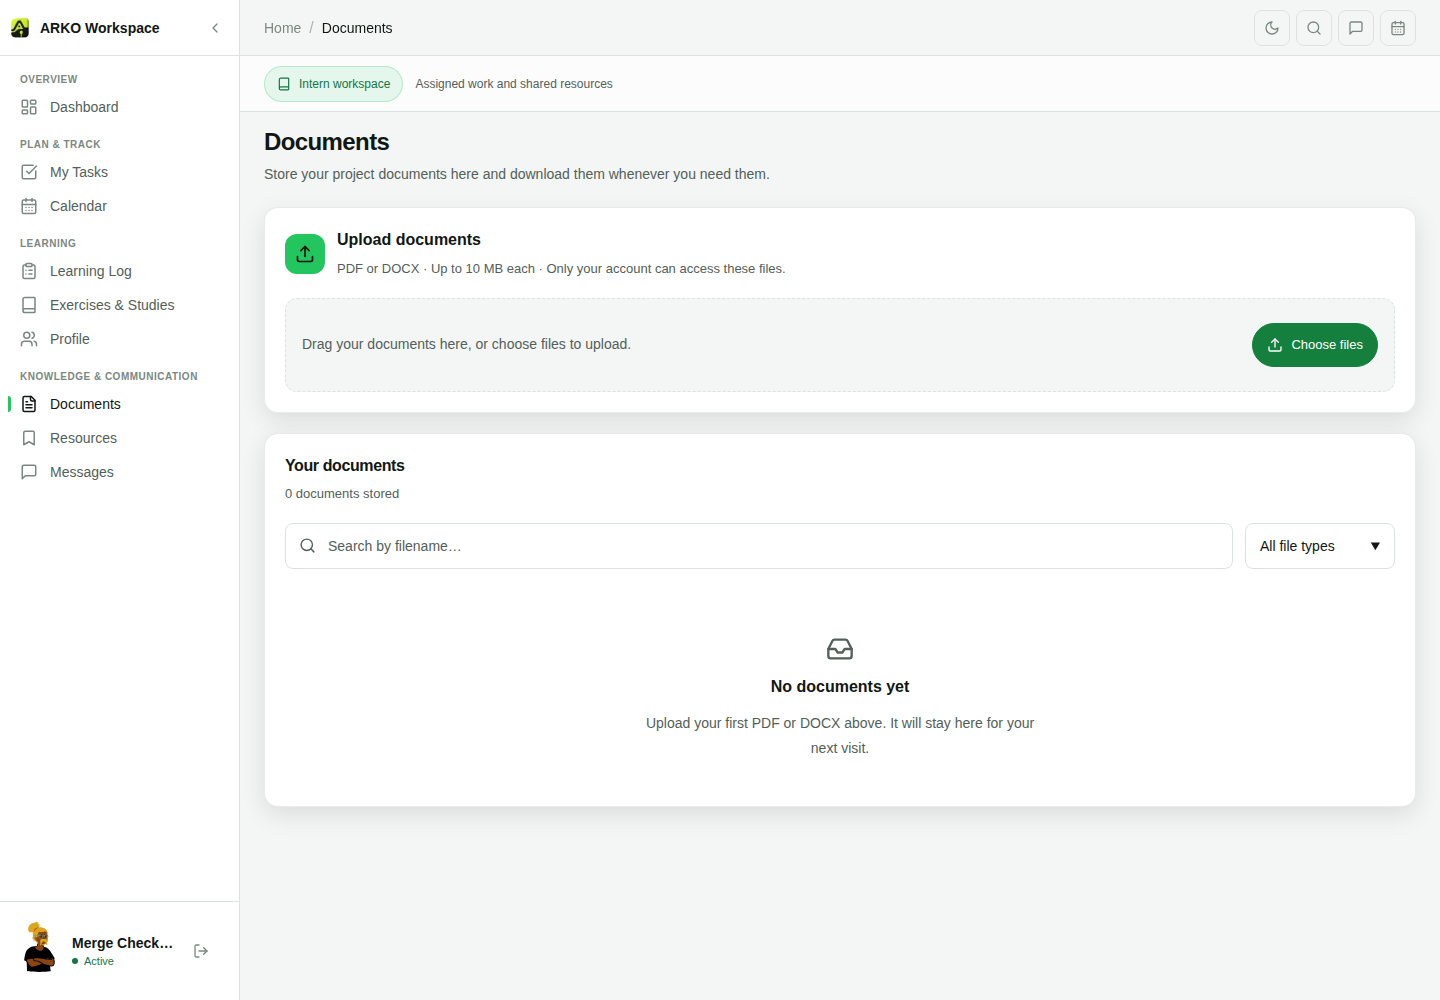 ARKO Workspace
Home / Documents
Intern workspace
Assigned work and shared resources
OVERVIEW
Dashboard
PLAN & TRACK
My Tasks
Calendar
LEARNING
Learning Log
Exercises & Studies
Profile
KNOWLEDGE & COMMUNICATION
Documents
Resources
Messages
Merge Check…
Active
Documents
Store your project documents here and download them whenever you need them.
Upload documents
PDF or DOCX · Up to 10 MB each · Only your account can access these files.
Drag your documents here, or choose files to upload.
Choose files
Your documents
0 documents stored
Search by filename…
All file types
No documents yet
Upload your first PDF or DOCX above. It will stay here for your
next visit.